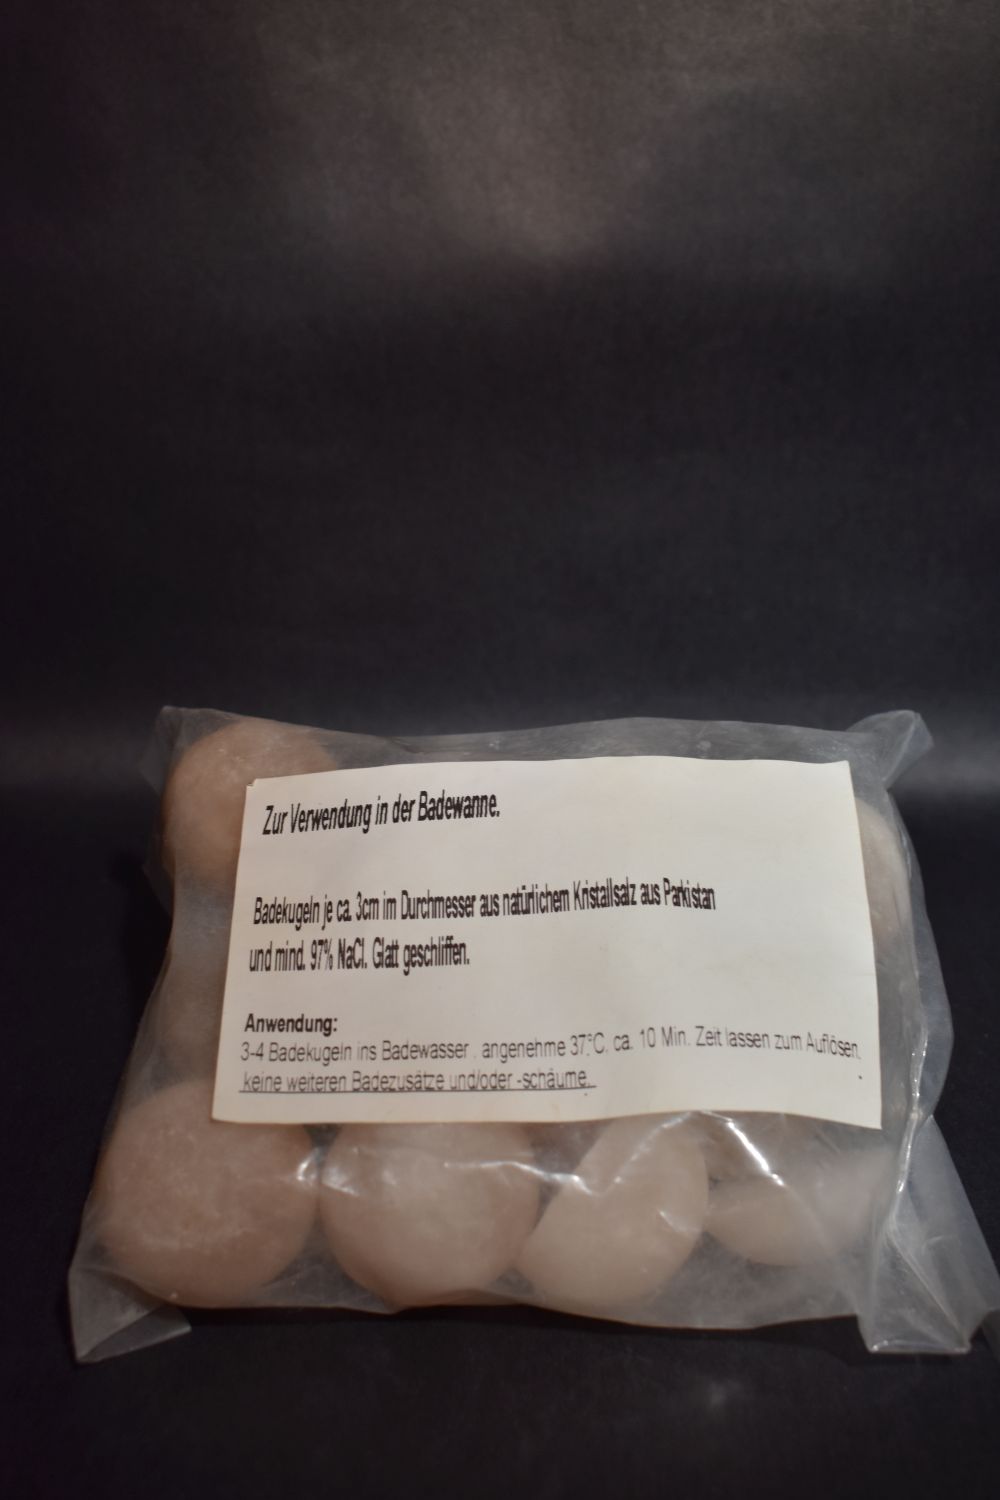 Zur Verwendung in der Badewanne.
Badekugeln je ca. 3cm im Durchmesser aus natürlichem Kristallsalz aus Parkistan
und mind. 97% NaCl. Glatt geschliffen.
Anwendung:
3-4 Badekugeln ins Badewasser , angenehme 37°C, ca. 10 Min. Zeit lassen zum Auflösen.
keine weiteren Badezusätze und/oder -schäume.